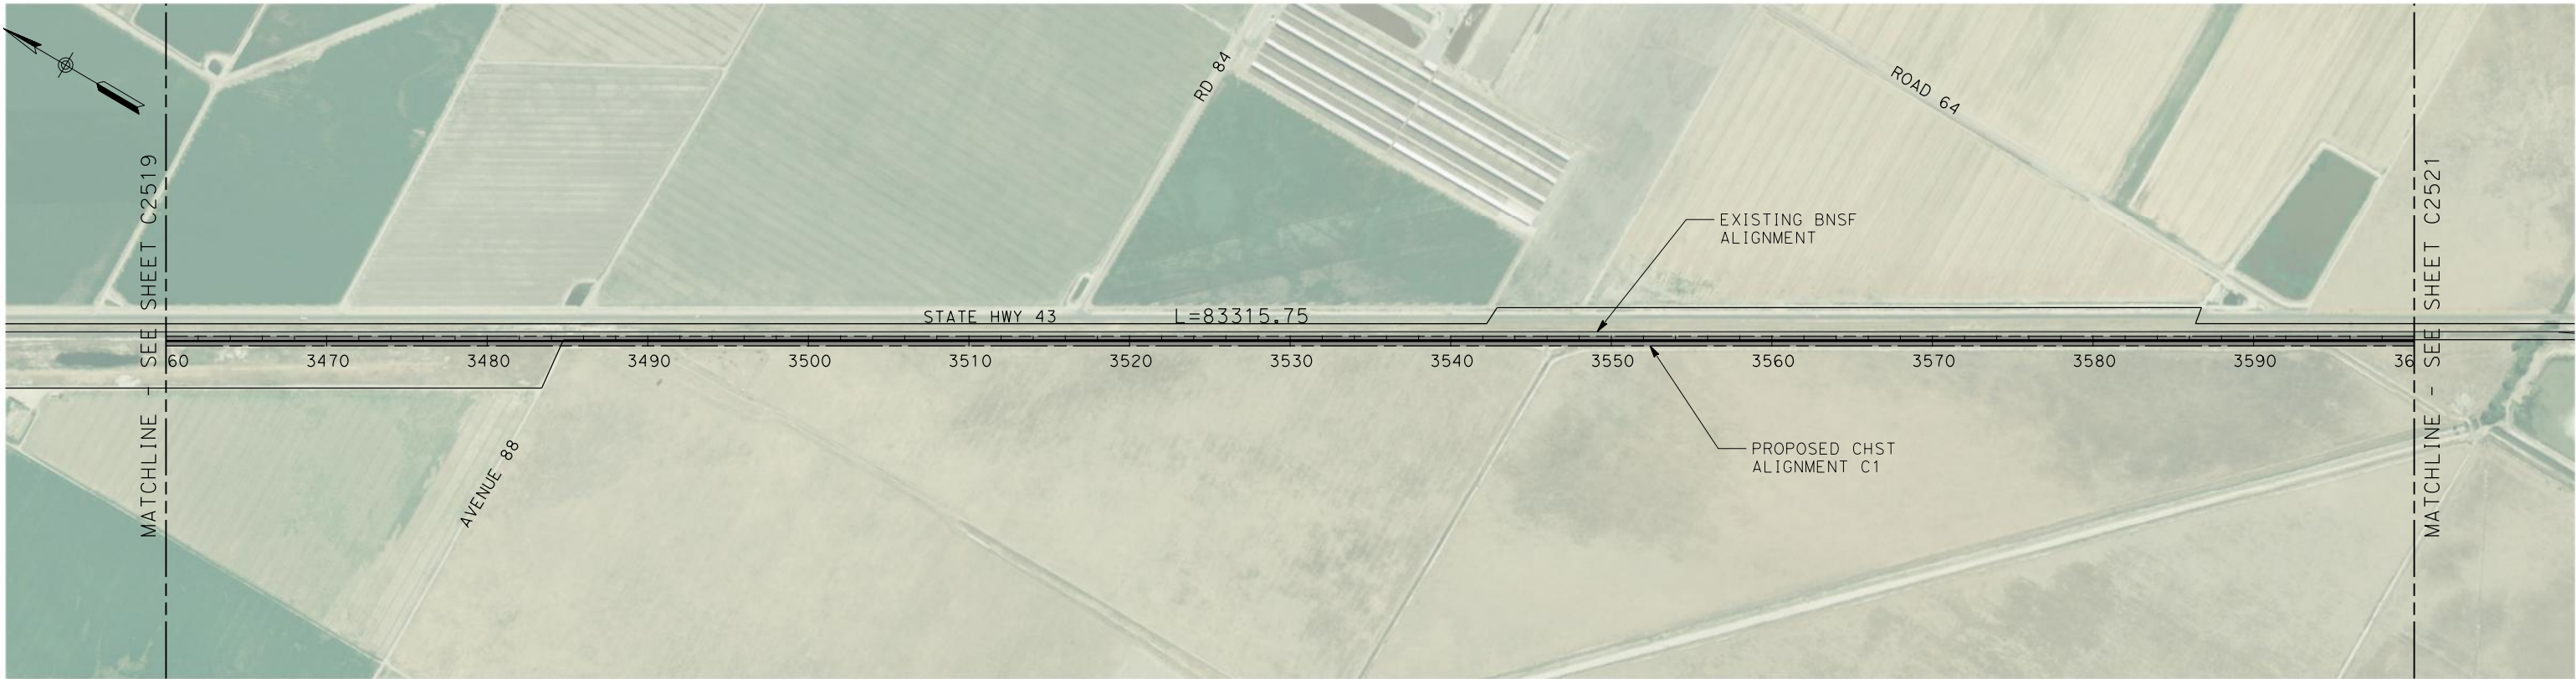 RD 84
ROAD 64
EXISTING BNSF
ALIGNMENT
STATE HWY 43
L=83315.75
60
3470
3480
3490
3500
3510
3520
3530
3540
3550
3560
3570
3580
3590
36
PROPOSED CHST
ALIGNMENT C1
AVENUE 88
MATCHLINE - SEE SHEET C2519
MATCHLINE - SEE SHEET C2521